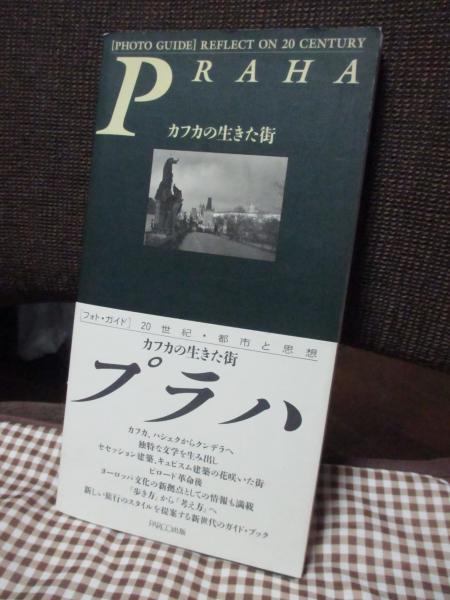 [PHOTO GUIDE] REFLECT ON 20 CENTURY
PRAHA
カフカの生きた街
[フォト・ガイド] 20世紀・都市と思想
カフカの生きた街
プラハ
カフカ、ハシェクからクンデラへ
独特な文学を生み出し
セセッション建築、キュビスム建築の花咲いた街
ビロード革命後
ヨーロッパ文化の新拠点としての情報も満載
「歩き方」から「考え方」へ
新しい旅行のスタイルを提案する新世代のガイド・ブック
PARCO出版